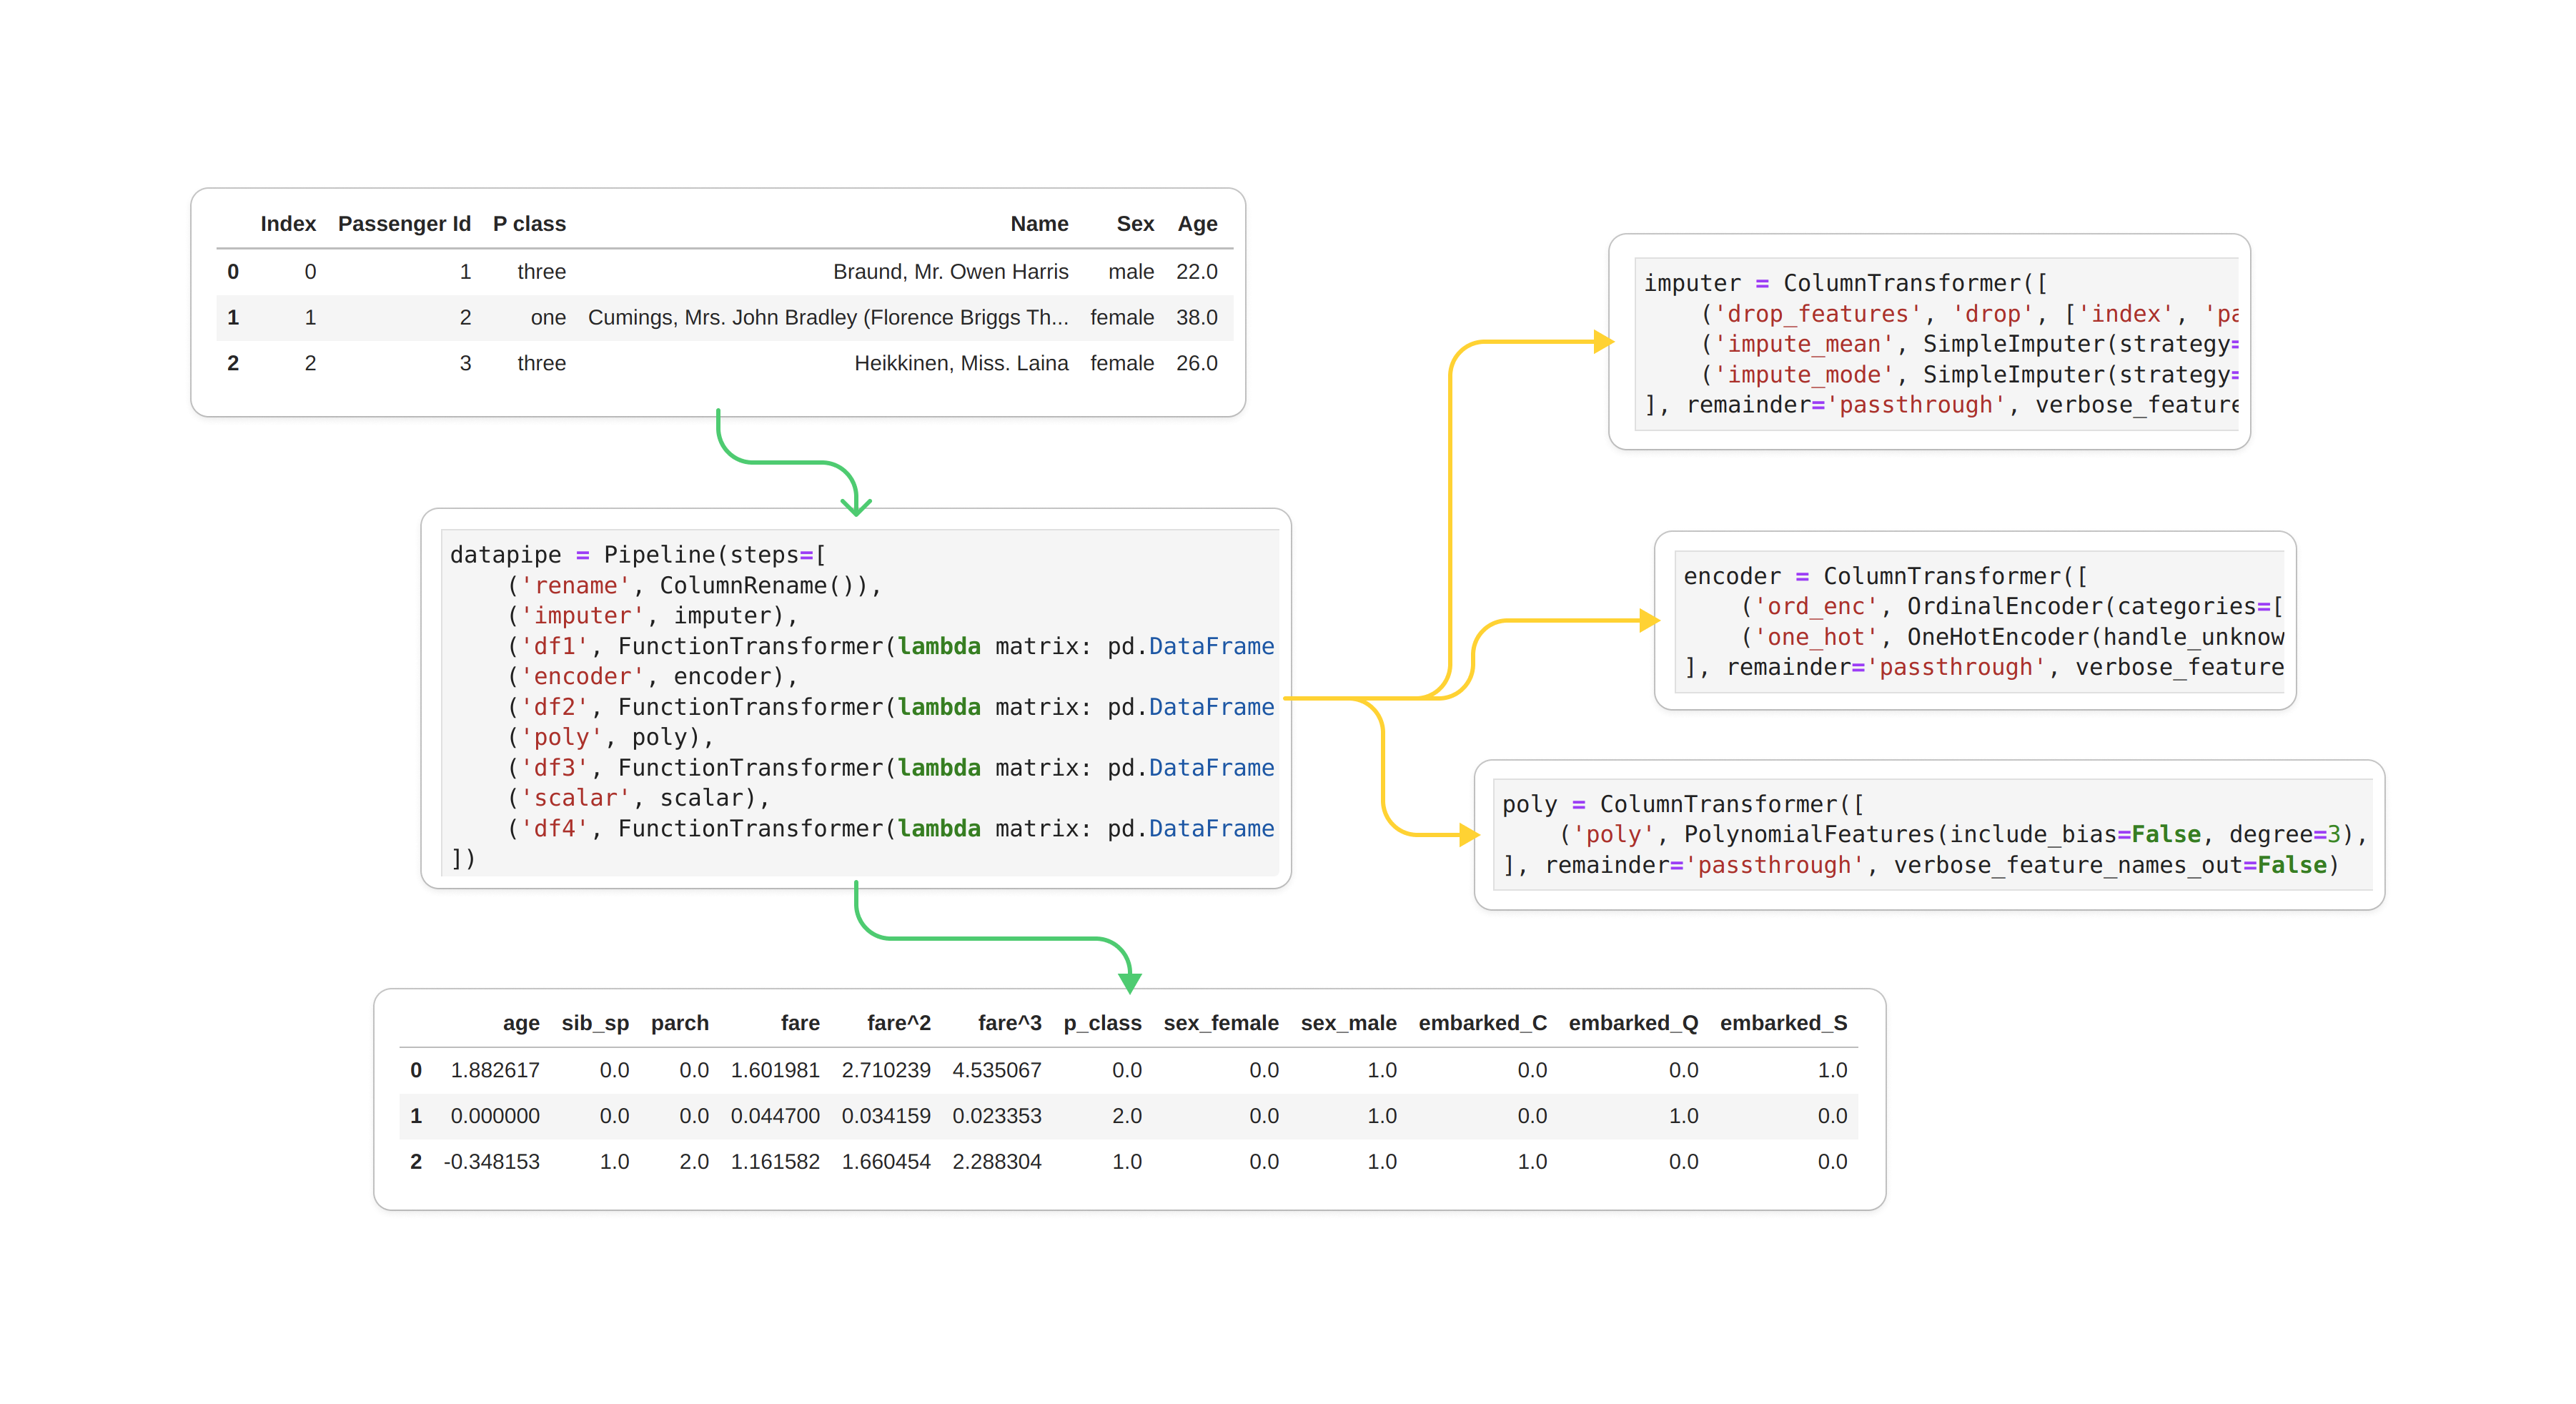 Index Passenger Id P class Name Sex Age
0 0 1 three Braund, Mr. Owen Harris male 22.0
1 1 2 one Cumings, Mrs. John Bradley (Florence Briggs Th... female 38.0
2 2 3 three Heikkinen, Miss. Laina female 26.0
datapipe = Pipeline(steps=[
('rename', ColumnRename()),
('imputer', imputer),
('df1', FunctionTransformer(lambda matrix: pd.DataFrame
('encoder', encoder),
('df2', FunctionTransformer(lambda matrix: pd.DataFrame
('poly', poly),
('df3', FunctionTransformer(lambda matrix: pd.DataFrame
('scalar', scalar),
('df4', FunctionTransformer(lambda matrix: pd.DataFrame
])
imputer = ColumnTransformer([
('drop_features', 'drop', ['index', 'pa
('impute_mean', SimpleImputer(strategy=
('impute_mode', SimpleImputer(strategy=
], remainder='passthrough', verbose_feature
encoder = ColumnTransformer([
('ord_enc', OrdinalEncoder(categories=[
('one_hot', OneHotEncoder(handle_unknow
], remainder='passthrough', verbose_feature
poly = ColumnTransformer([
('poly', PolynomialFeatures(include_bias=False, degree=3),
], remainder='passthrough', verbose_feature_names_out=False)
age sib_sp parch fare fare^2 fare^3 p_class sex_female sex_male embarked_C embarked_Q embarked_S
0 1.882617 0.0 0.0 1.601981 2.710239 4.535067 0.0 0.0 1.0 0.0 0.0 1.0
1 0.000000 0.0 0.0 0.044700 0.034159 0.023353 2.0 0.0 1.0 0.0 1.0 0.0
2 -0.348153 1.0 2.0 1.161582 1.660454 2.288304 1.0 0.0 1.0 1.0 0.0 0.0